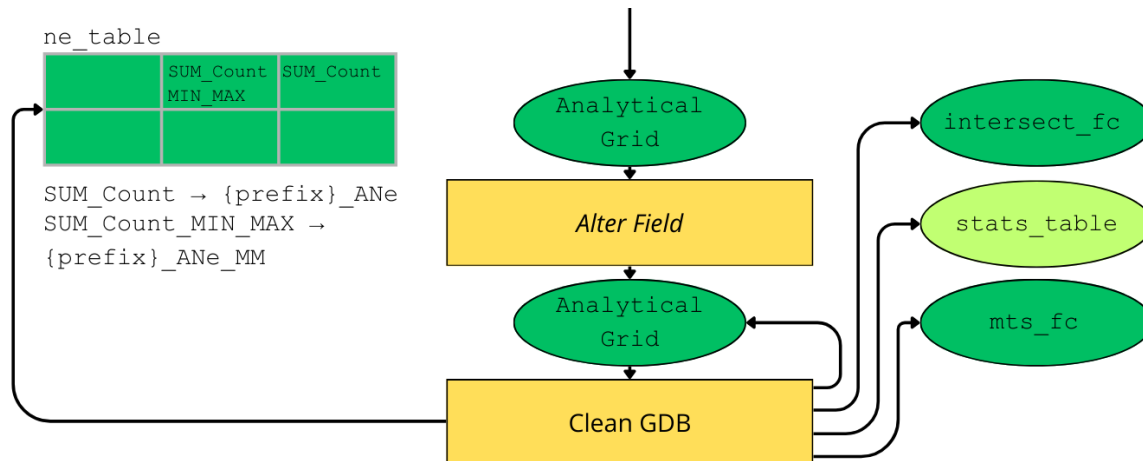 ne_table
SUM_Count SUM_Count
MIN_MAX
SUM_Count → {prefix}_ANe
SUM_Count_MIN_MAX →
{prefix}_ANe_MM
Analytical
Grid
Alter Field
Analytical
Grid
Clean GDB
intersect_fc
stats_table
mts_fc